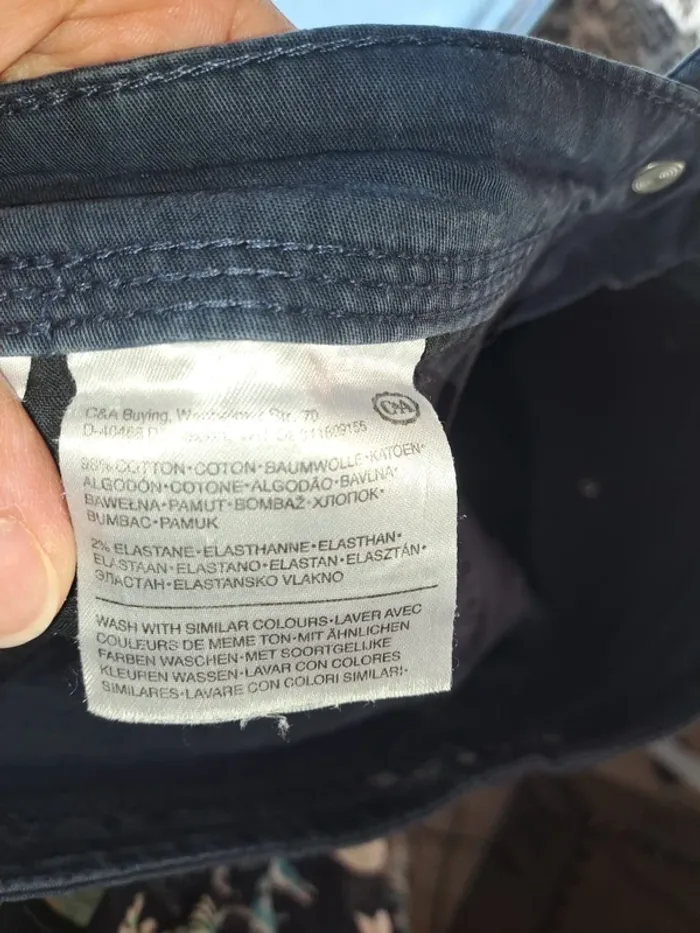 C&A Buying, Str. 70
C&A
98% COTTON•COTON•BAUMWOLLE•KATOEN•
ALGODÓN•COTONE•ALGODÃO•BAVLNA•
BAWEŁNA•PAMUT•BOMBAŽ•ХЛОПОК•
BUMBAC•PAMUK
2% ELASTANE•ELASTHANNE•ELASTHAN•
ELASTAAN•ELASTANO•ELASTAN•ELASZTÁN•
ЭЛАСТАН•ELASTANSKO VLAKNO
WASH WITH SIMILAR COLOURS•LAVER AVEC
COULEURS DE MEME TON•MIT ÄHNLICHEN
FARBEN WASCHEN•MET SOORTGELIJKE
KLEUREN WASSEN•LAVAR CON COLORES
SIMILARES•LAVARE CON COLORI SIMILARI•